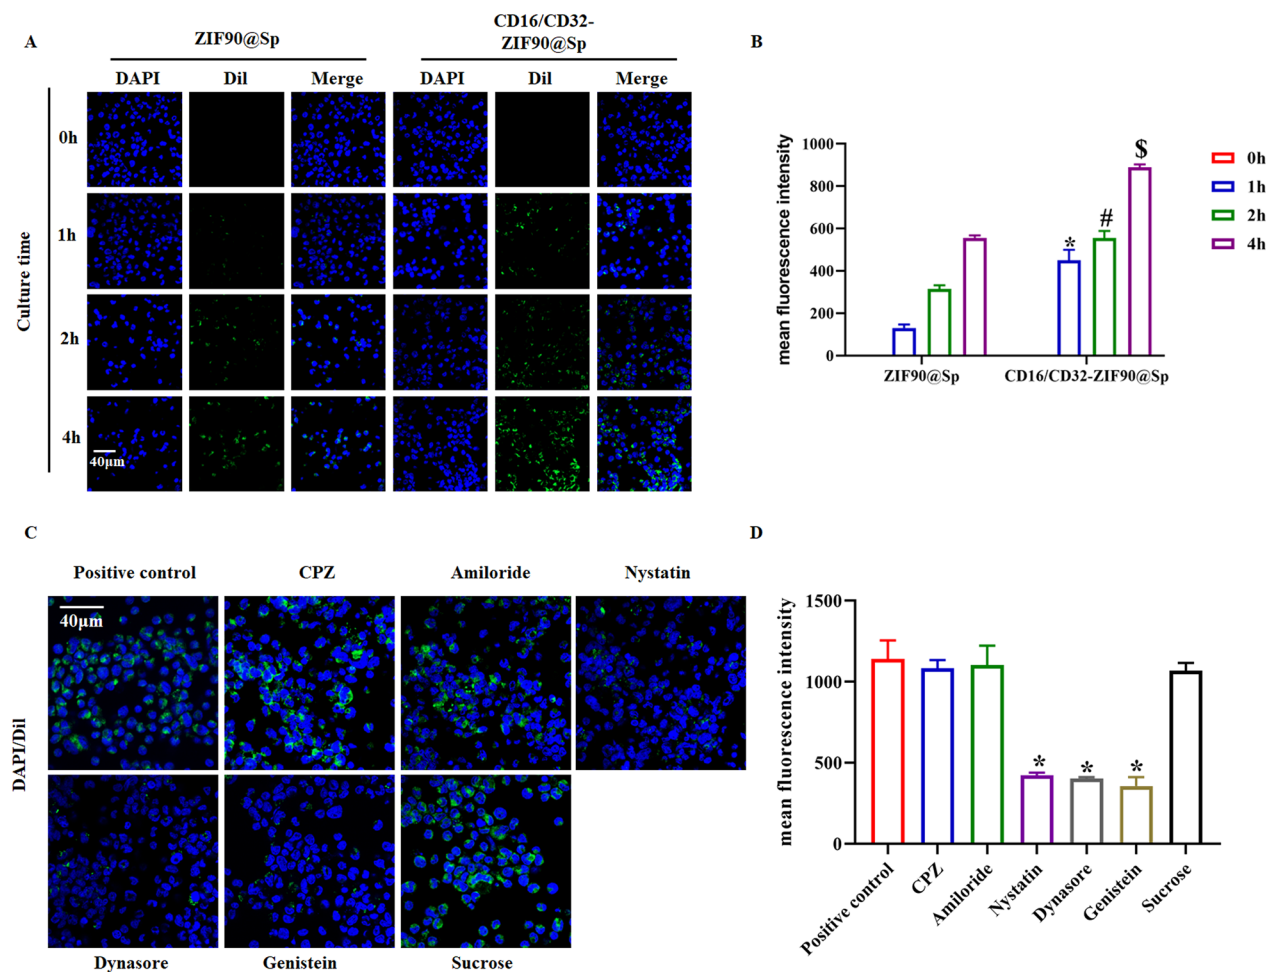 A
ZIF90@Sp
CD16/CD32-
ZIF90@Sp
DAPI Dil Merge DAPI Dil Merge
Culture time
0h
1h
2h
4h
40μm
B
mean fluorescence intensity
1000
800
600
400
200
0
* # $
ZIF90@Sp CD16/CD32-ZIF90@Sp
0h
1h
2h
4h
C
Positive control CPZ Amiloride Nystatin
40μm
DAPI/Dil
Dynasore Genistein Sucrose
D
mean fluorescence intensity
1500
1000
500
0
* * *
Positive control
CPZ
Amiloride
Nystatin
Dynasore
Genistein
Sucrose